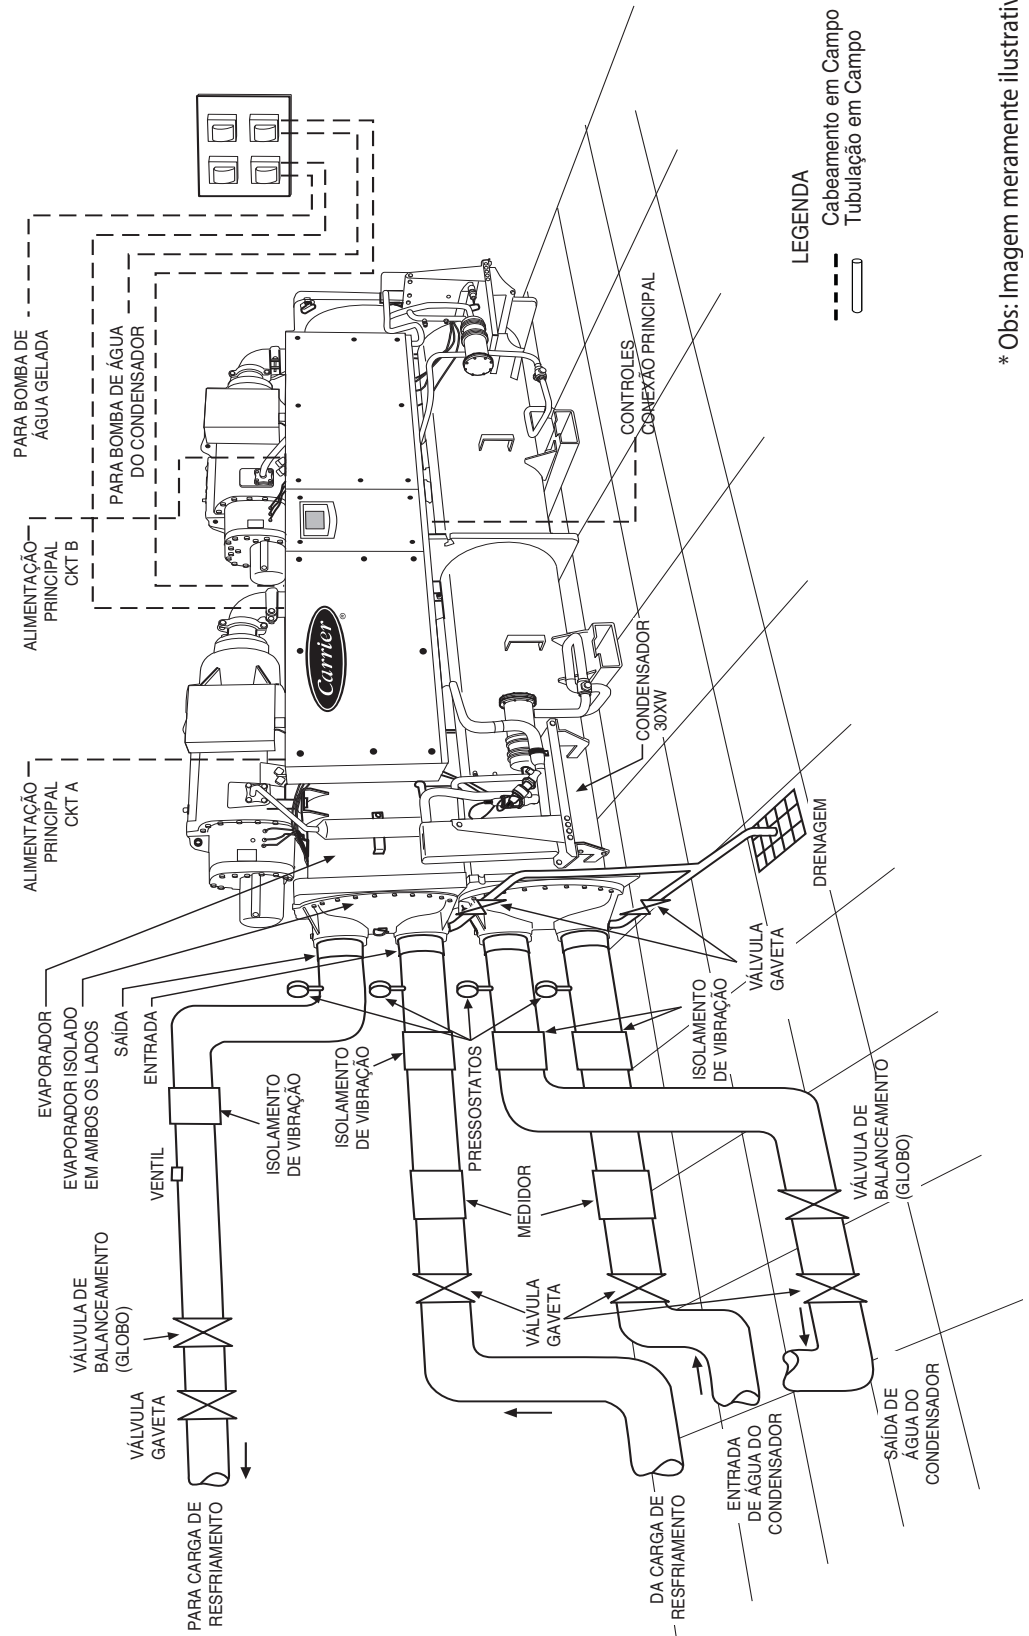 PARA BOMBA DE
ÁGUA GELADA
PARA BOMBA DE ÁGUA
DO CONDENSADOR
ALIMENTAÇÃO
PRINCIPAL
CKT B
ALIMENTAÇÃO
PRINCIPAL
CKT A
Carrier
®
EVAPORADOR
EVAPORADOR ISOLADO
EM AMBOS OS LADOS
SAÍDA
ENTRADA
ISOLAMENTO
DE VIBRAÇÃO
VENTIL
VÁLVULA DE
BALANCEAMENTO
(GLOBO)
VÁLVULA
GAVETA
PARA CARGA DE
RESFRIAMENTO
ISOLAMENTO
DE VIBRAÇÃO
PRESSOSTATOS
MEDIDOR
VÁLVULA
GAVETA
DA CARGA DE
RESFRIAMENTO
ENTRADA
DE ÁGUA DO
CONDENSADOR
SAÍDA DE
ÁGUA DO
CONDENSADOR
VÁLVULA DE
BALANCEAMENTO
(GLOBO)
ISOLAMENTO
DE VIBRAÇÃO
VÁLVULA
GAVETA
DRENAGEM
CONDENSADOR
30XW
CONTROLES
CONEXÃO PRINCIPAL
LEGENDA
Cabeamento em Campo
Tubulação em Campo
* Obs: Imagem meramente